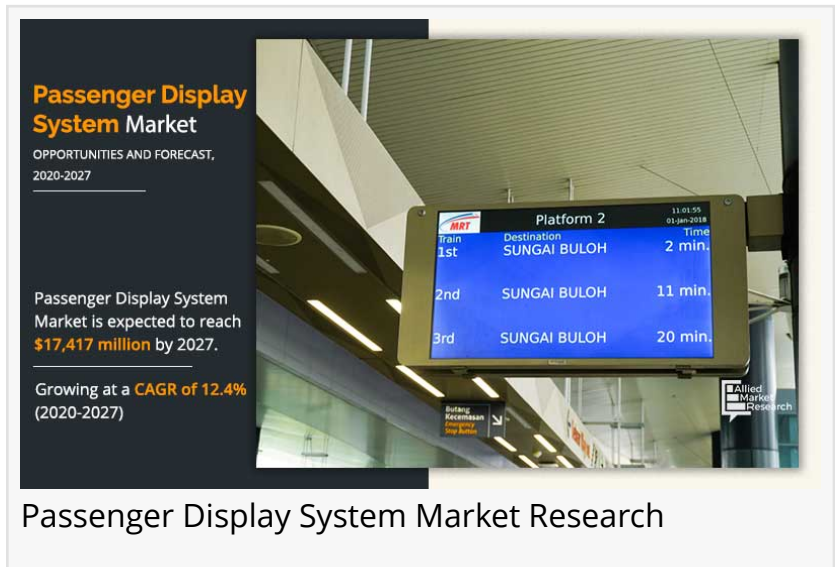 Passenger Display
System Market
OPPORTUNITIES AND FORECAST,
2020-2027
Passenger Display System
Market is expected to reach
$17,417 million by 2027.
Growing at a CAGR of 12.4%
(2020-2027)
MRT
Platform 2
11:01:55
01-Jan-2018
Train Destination Time
1st SUNGAI BULOH 2 min.
2nd SUNGAI BULOH 11 min.
3rd SUNGAI BULOH 20 min.
Butang
Kecemasan
Emergency
Stop Button
Allied
Market
Research
Passenger Display System Market Research